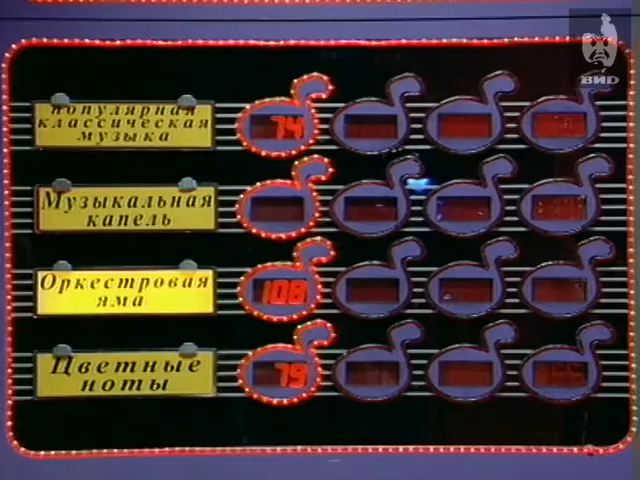 ВИD
популярная
классическая
музыка
74
Музыкальная
капель
Оркестровая
яма
108
Цветные
ноты
79